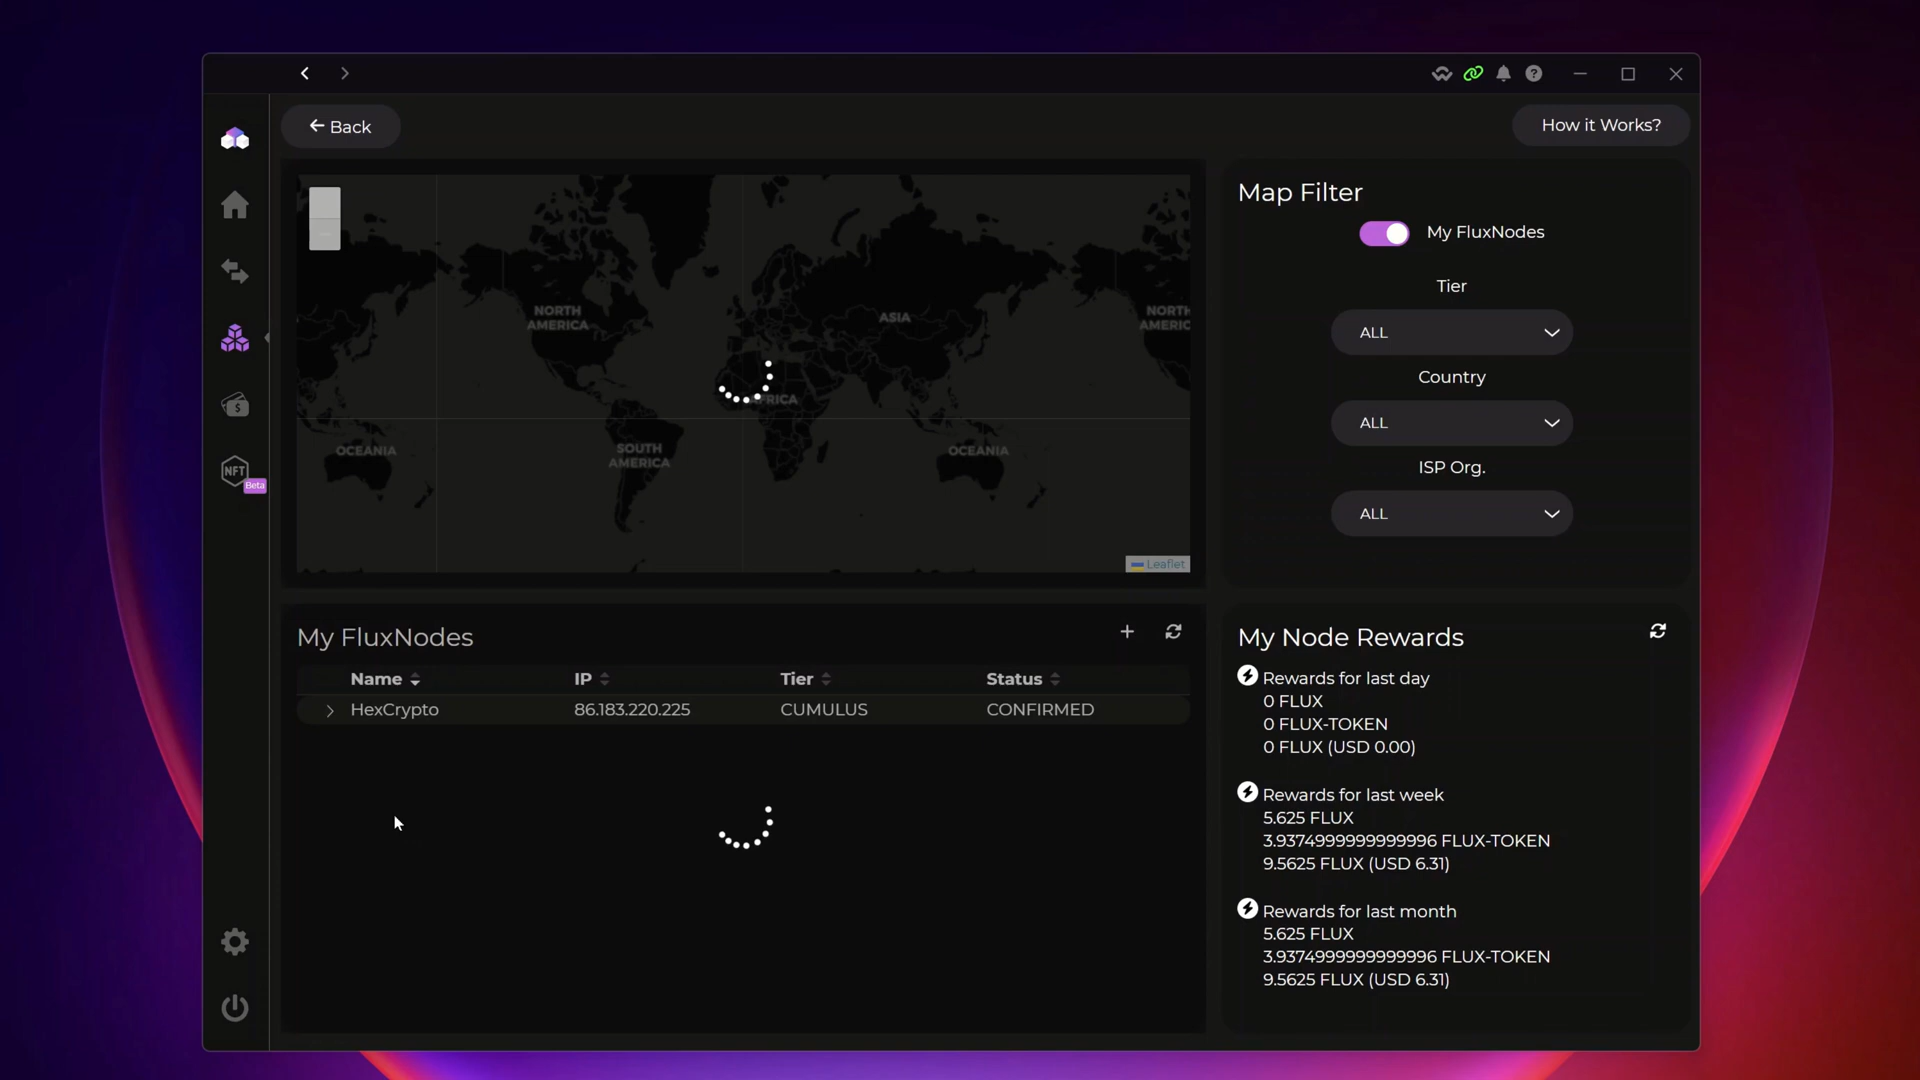 Back
How it Works?
Map Filter
My FluxNodes
Tier
ALL
Country
ALL
ISP Org.
ALL
NORTH
AMERICA
ASIA
NORTH
AMERIC
AFRICA
OCEANIA
SOUTH
AMERICA
OCEANIA
Leaflet
NFT
Beta
My FluxNodes
Name IP Tier Status
HexCrypto 86.183.220.225 CUMULUS CONFIRMED
My Node Rewards
Rewards for last day
0 FLUX
0 FLUX-TOKEN
0 FLUX (USD 0.00)
Rewards for last week
5.625 FLUX
3.9374999999999996 FLUX-TOKEN
9.5625 FLUX (USD 6.31)
Rewards for last month
5.625 FLUX
3.9374999999999996 FLUX-TOKEN
9.5625 FLUX (USD 6.31)